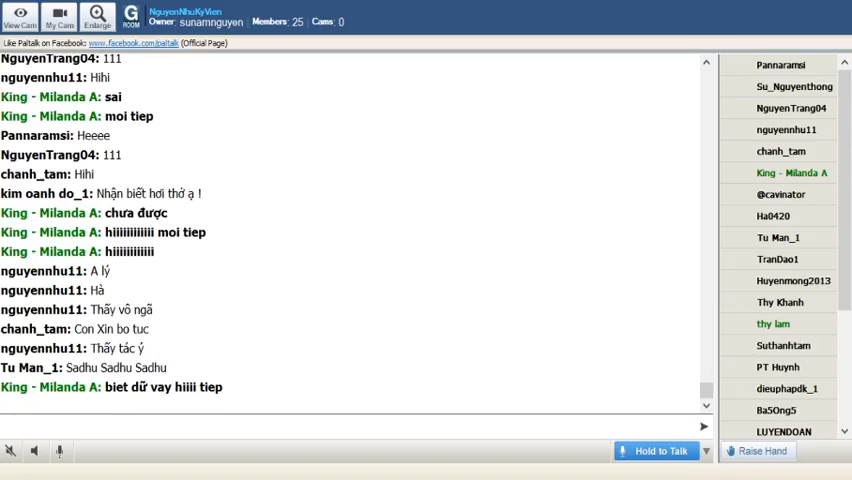 NguyenNhuKyVien
Owner: sunamnguyen Members: 25 Cams: 0
View Cam My Cam Enlarge G ROOM
Like Paltalk on Facebook: www.facebook.com/paltalk (Official Page)
NguyenTrang04: 111
nguyennhu11: Hihi
King - Milanda A: sai
King - Milanda A: moi tiep
Pannaramsi: Heeee
NguyenTrang04: 111
chanh_tam: Hihi
kim oanh do_1: Nhận biết hơi thở ạ !
King - Milanda A: chưa được
King - Milanda A: hiiiiiiiiiiii moi tiep
King - Milanda A: hiiiiiiiiiiii
nguyennhu11: A lý
nguyennhu11: Hà
nguyennhu11: Thấy vô ngã
chanh_tam: Con Xin bo tuc
nguyennhu11: Thấy tác ý
Tu Man_1: Sadhu Sadhu Sadhu
King - Milanda A: biet dữ vay hiiii tiep
Hold to Talk
Pannaramsi
Su_Nguyenthong
NguyenTrang04
nguyennhu11
chanh_tam
King - Milanda A
@cavinator
Ha0420
Tu Man_1
TranDao1
Huyenmong2013
Thy Khanh
thy lam
Suthanhtam
PT Huynh
dieuphapdk_1
Ba5Ong5
LUYENDOAN
Raise Hand